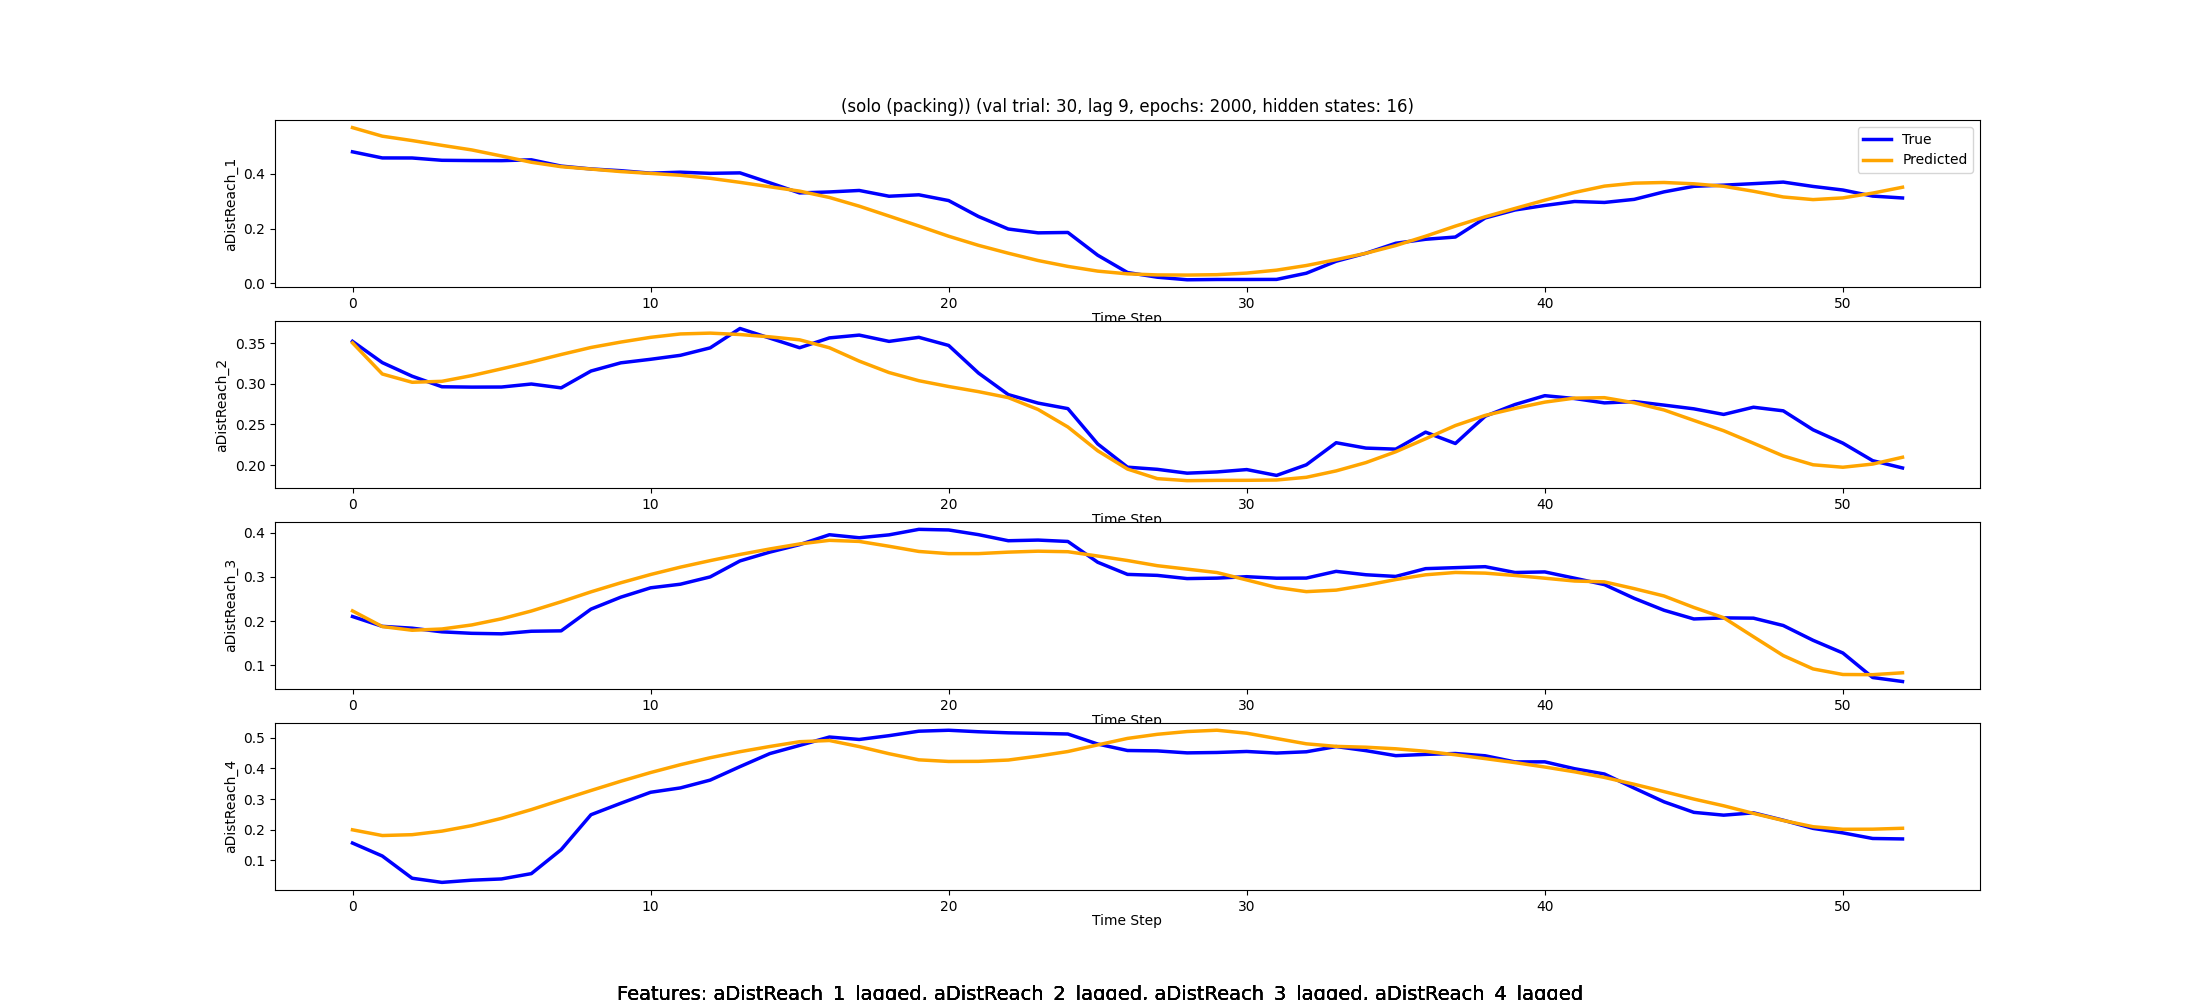 (solo (packing)) (val trial: 30, lag 9, epochs: 2000, hidden states: 16)
True
Predicted
aDistReach_1
0.4
0.2
0.0
0 10 20 30 40 50
Time Step
aDistReach_2
0.35
0.30
0.25
0.20
0 10 20 30 40 50
Time Step
aDistReach_3
0.4
0.3
0.2
0.1
0 10 20 30 40 50
Time Step
aDistReach_4
0.5
0.4
0.3
0.2
0.1
0 10 20 30 40 50
Time Step
Features: aDistReach_1_lagged, aDistReach_2_lagged, aDistReach_3_lagged, aDistReach_4_lagged